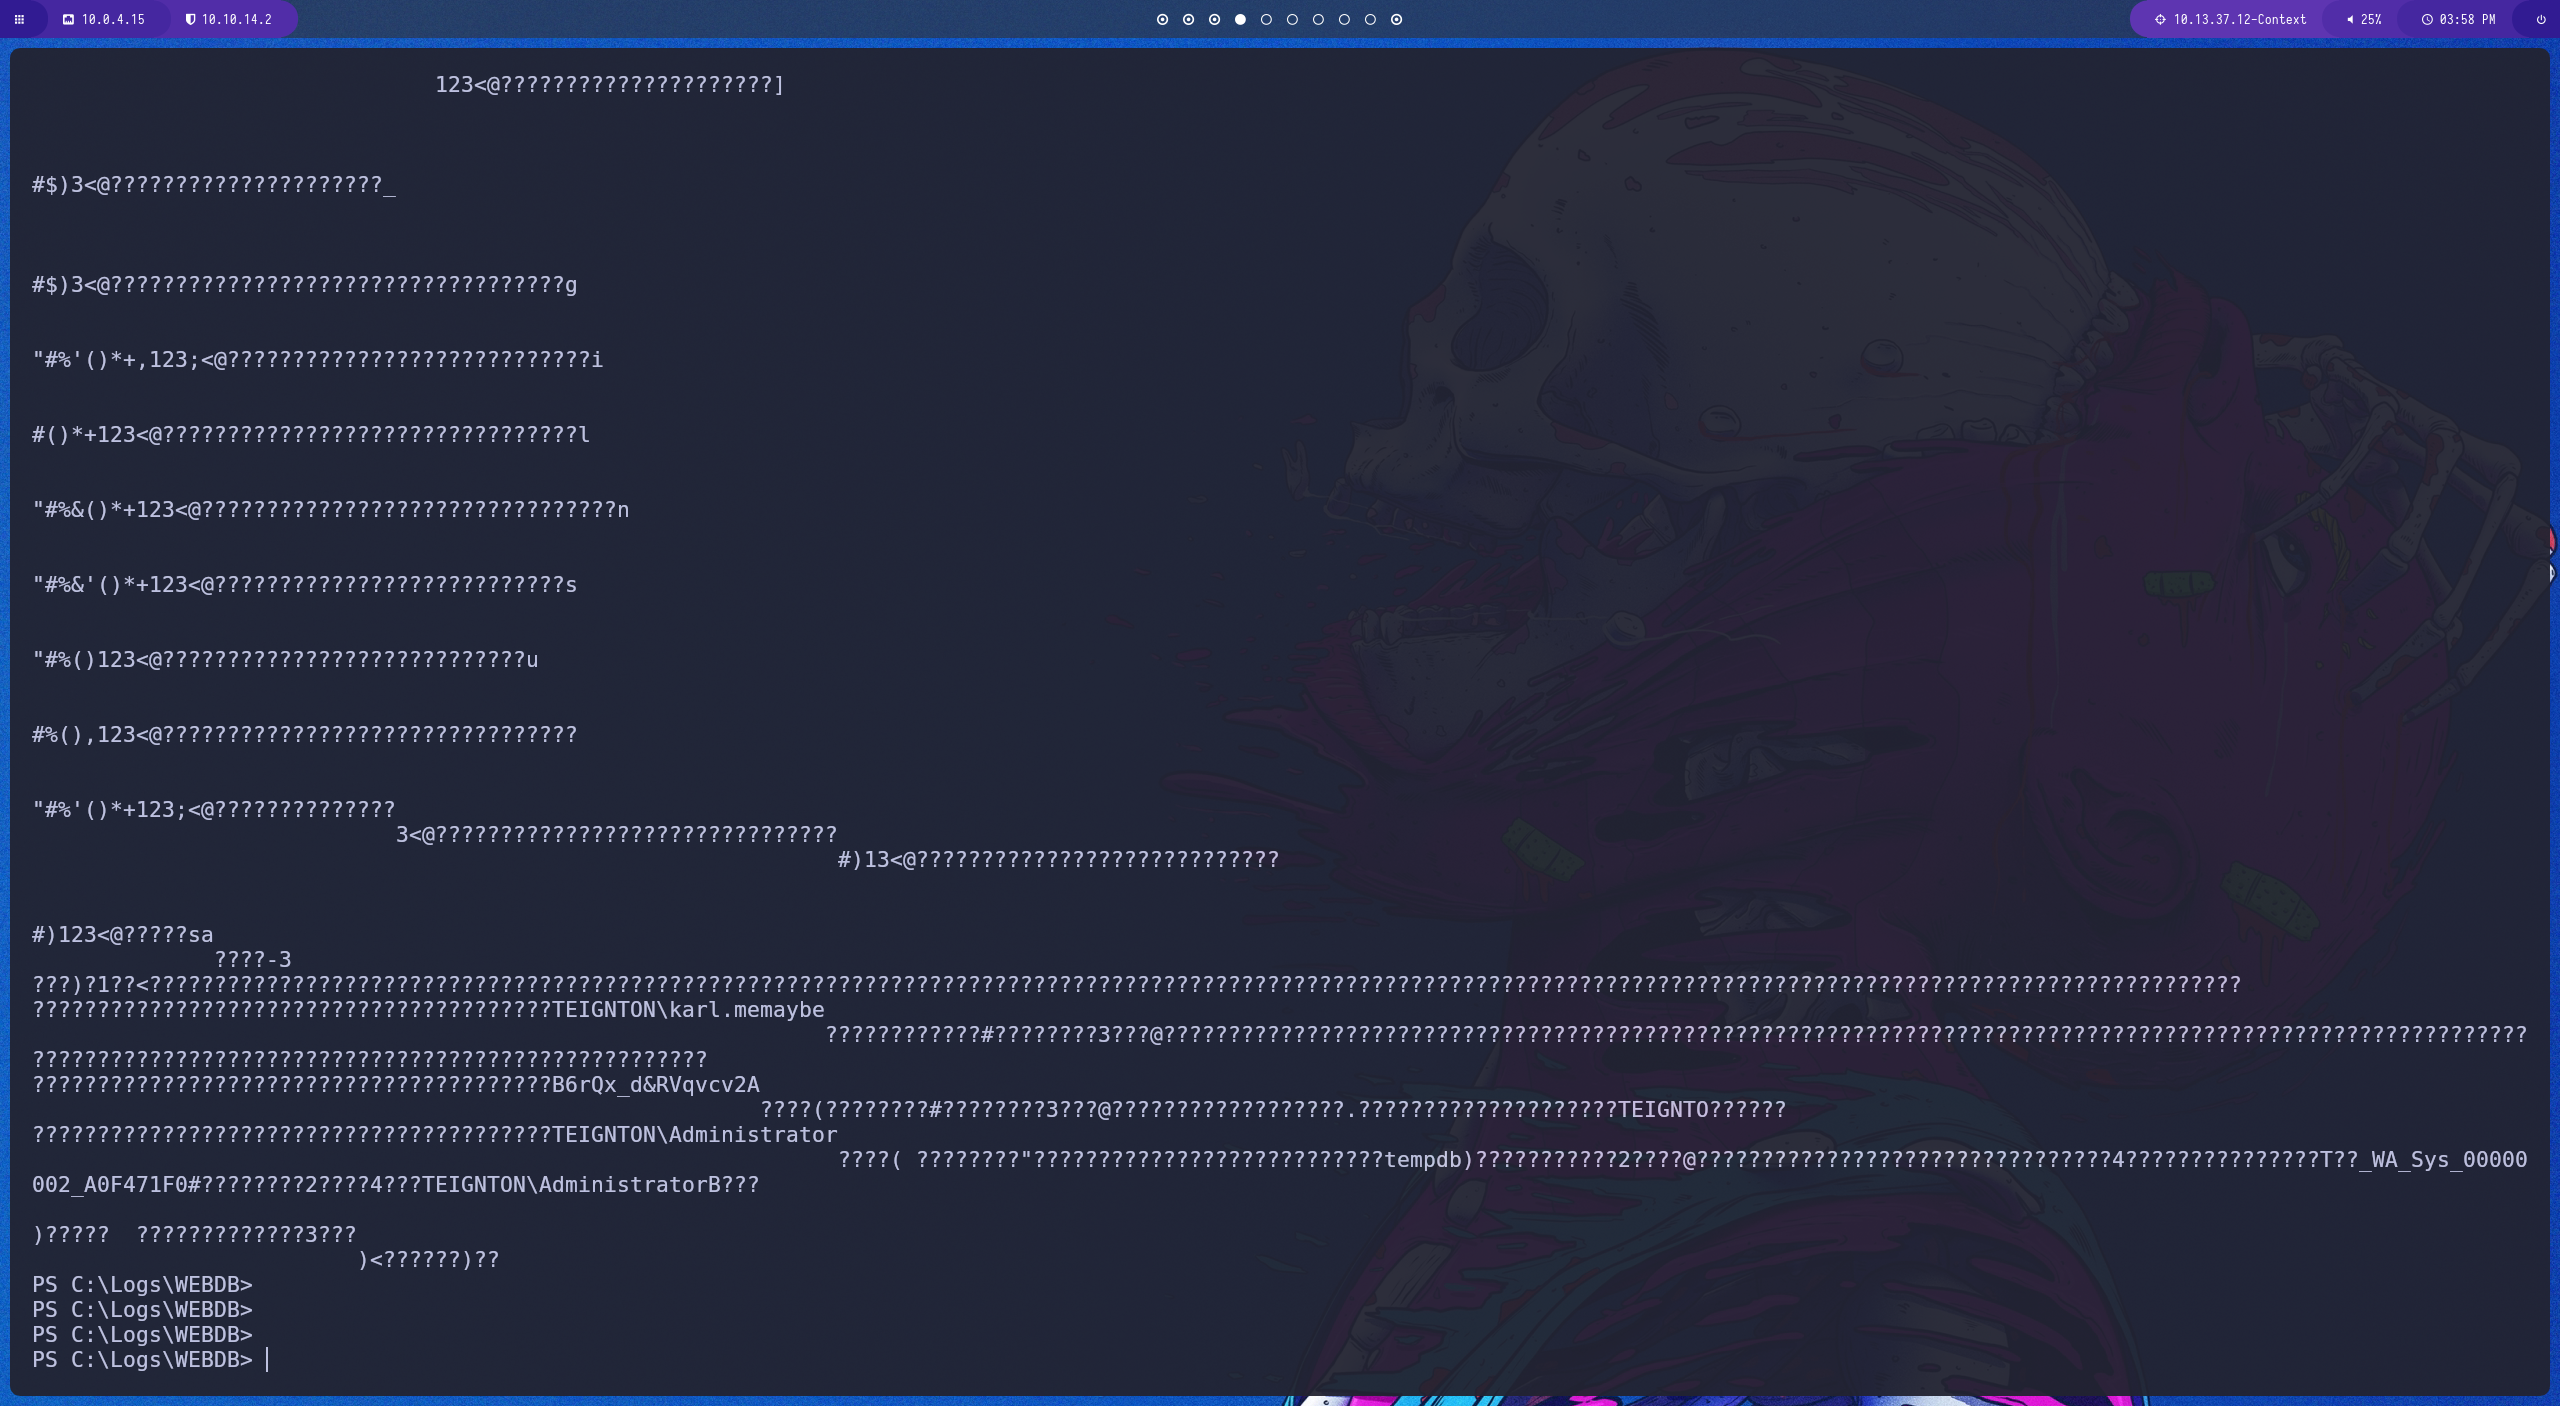 10.0.4.15 10.10.14.2 10.13.37.12-Context 25% 03:58 PM
123<@?????????????????????]
#$)3<@?????????????????????_
#$)3<@???????????????????????????????????g
"#%'()*+,123;<@????????????????????????????i
#()*+123<@????????????????????????????????l
"#%&()*+123<@????????????????????????????????n
"#%&'()*+123<@???????????????????????????s
"#%()123<@????????????????????????????u
#%(),123<@????????????????????????????????
"#%'()*+123;<@??????????????
3<@???????????????????????????????
#)13<@????????????????????????????
#)123<@?????sa
????-3
???)?1??<?????????????????????????????????????????????????????????????????????????????????????????????????????????????????????????????????????????????????????????????????
????????????????????????????????????????TEIGNTON\karl.memaybe
????????????#????????3???@?????????????????????????????????????????????????????????????????????????????????????????????????????????
????????????????????????????????????????????????????
????????????????????????????????????????B6rQx_d&RVqvcv2A
????(????????#????????3???@??????????????????.????????????????????TEIGNTO??????
????????????????????????????????????????TEIGNTON\Administrator
????( ????????"???????????????????????????tempdb)???????????2????@????????????????????????????????4???????????????T??_WA_Sys_00000
002_A0F471F0#????????2????4???TEIGNTON\AdministratorB???
)?????  ?????????????3???
)<??????)??
PS C:\Logs\WEBDB>
PS C:\Logs\WEBDB>
PS C:\Logs\WEBDB>
PS C:\Logs\WEBDB>